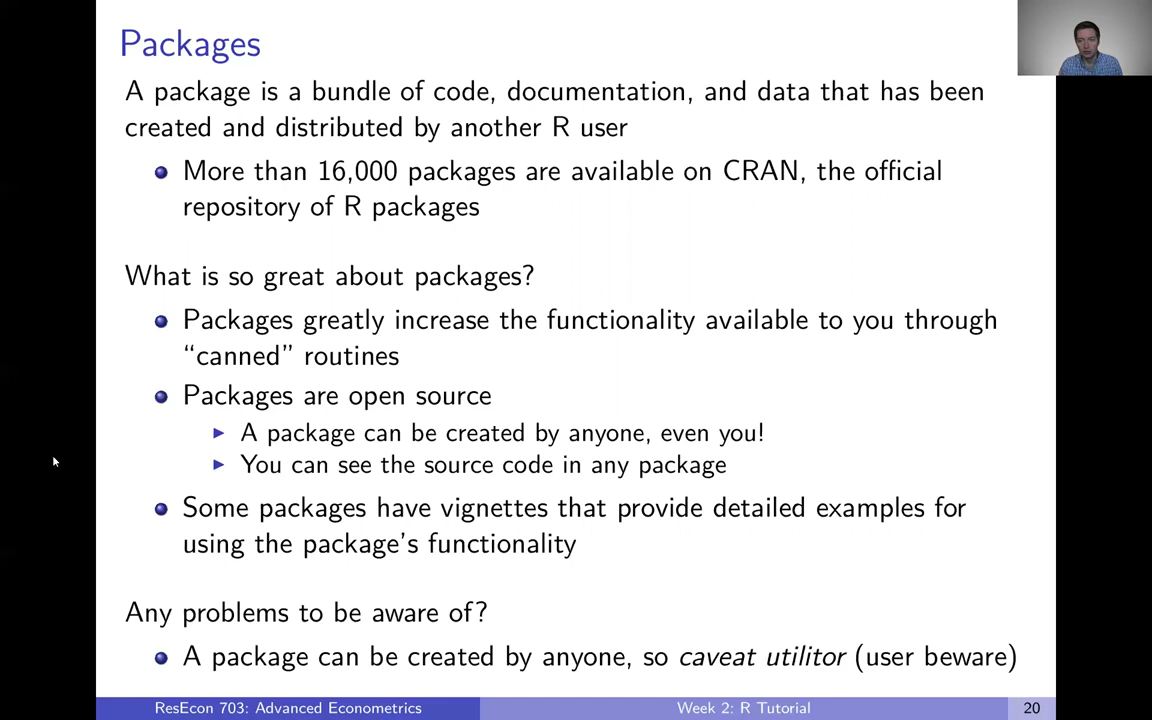 Packages
A package is a bundle of code, documentation, and data that has been
created and distributed by another R user
More than 16,000 packages are available on CRAN, the official
repository of R packages
What is so great about packages?
Packages greatly increase the functionality available to you through
“canned” routines
Packages are open source
A package can be created by anyone, even you!
You can see the source code in any package
Some packages have vignettes that provide detailed examples for
using the package’s functionality
Any problems to be aware of?
A package can be created by anyone, so caveat utilitor (user beware)
ResEcon 703: Advanced Econometrics Week 2: R Tutorial 20